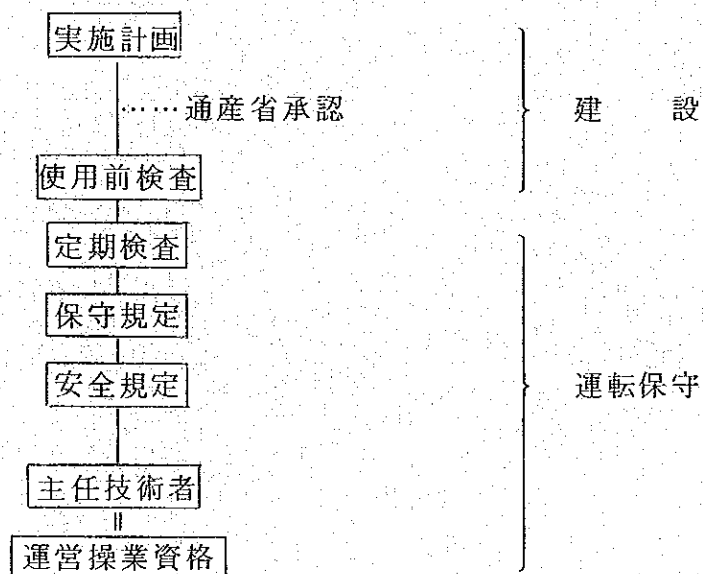 実施計画
……通産省承認
建設
使用前検査
定期検査
保守規定
安全規定
運転保守
主任技術者
॥
運営操業資格